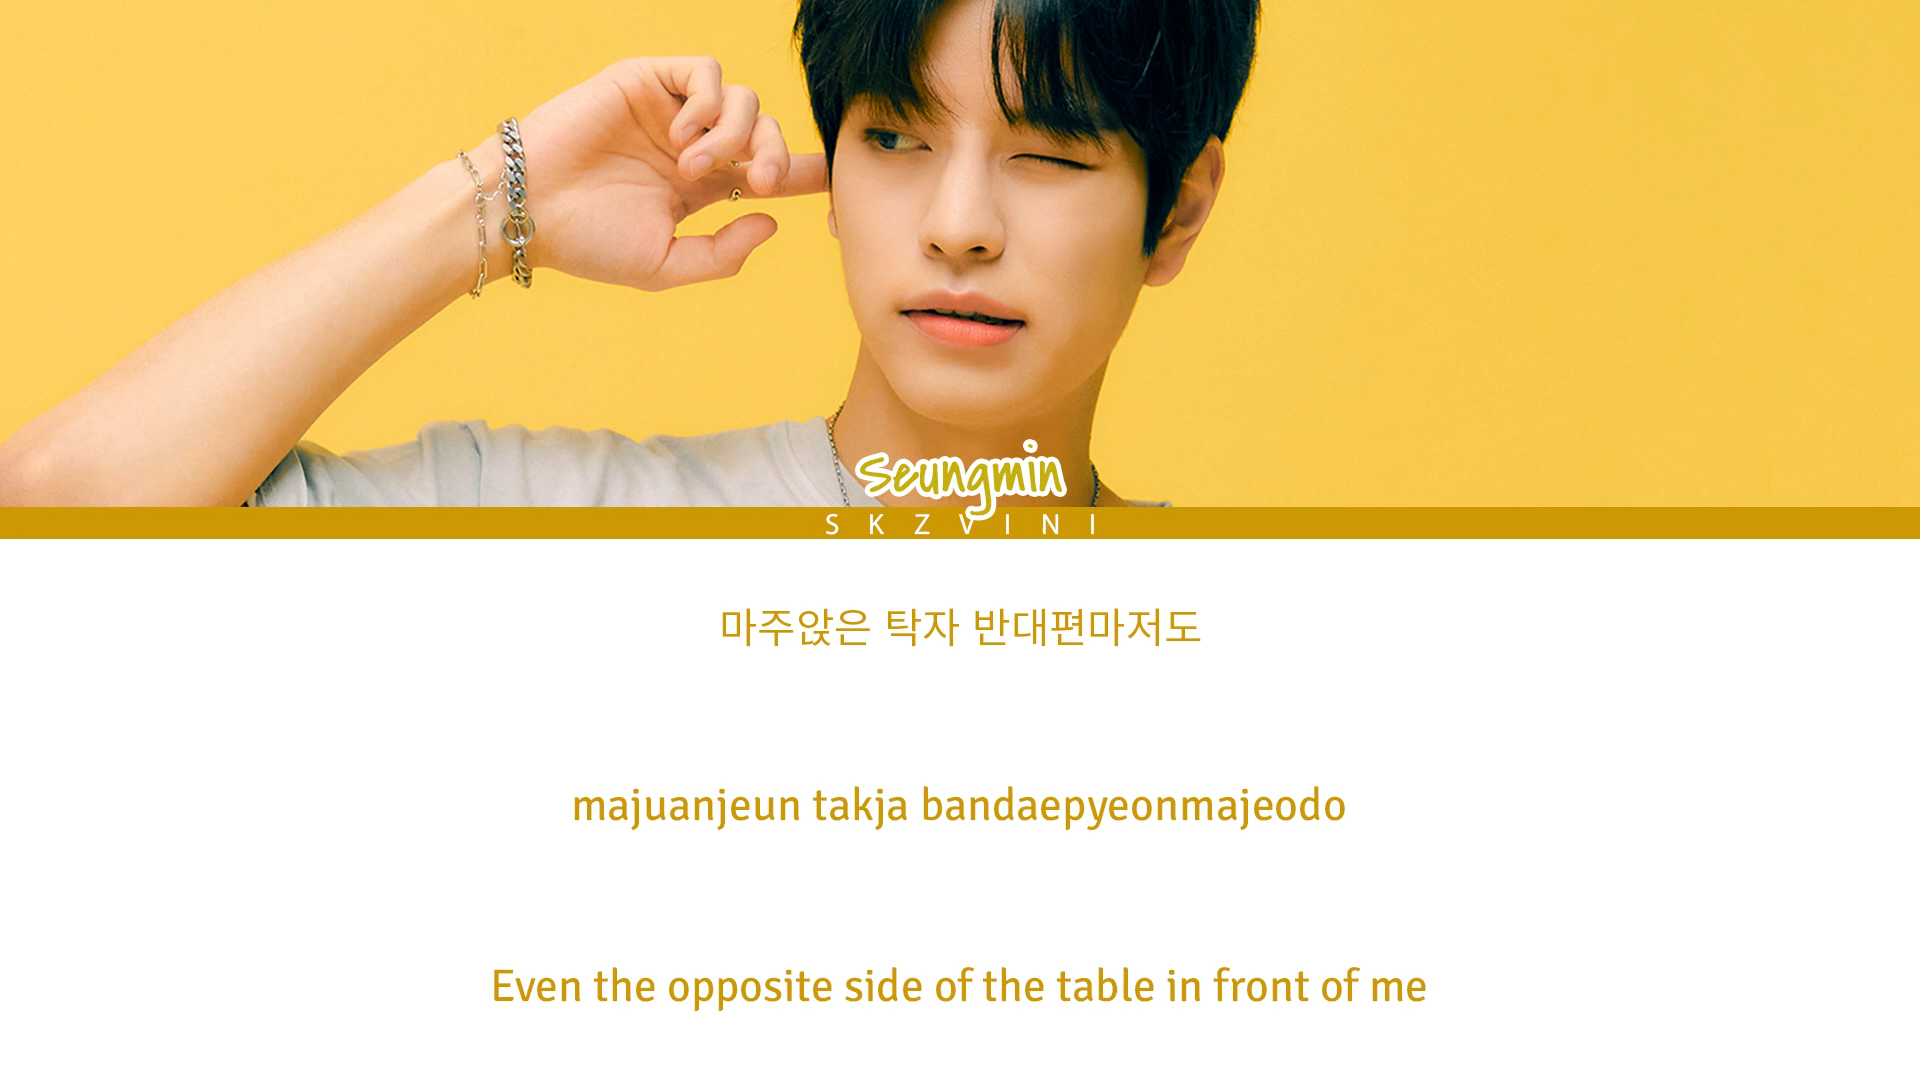 Seungmin
SKZVINI
마주앉은 탁자 반대편마저도
majuanjeun takja bandaepyeonmajeodo
Even the opposite side of the table in front of me